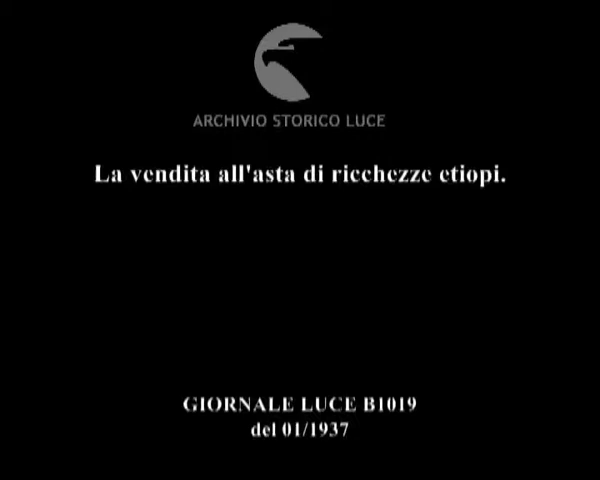 ARCHIVIO STORICO LUCE
La vendita all'asta di ricchezze etiopi.
GIORNALE LUCE B1019
del 01/1937